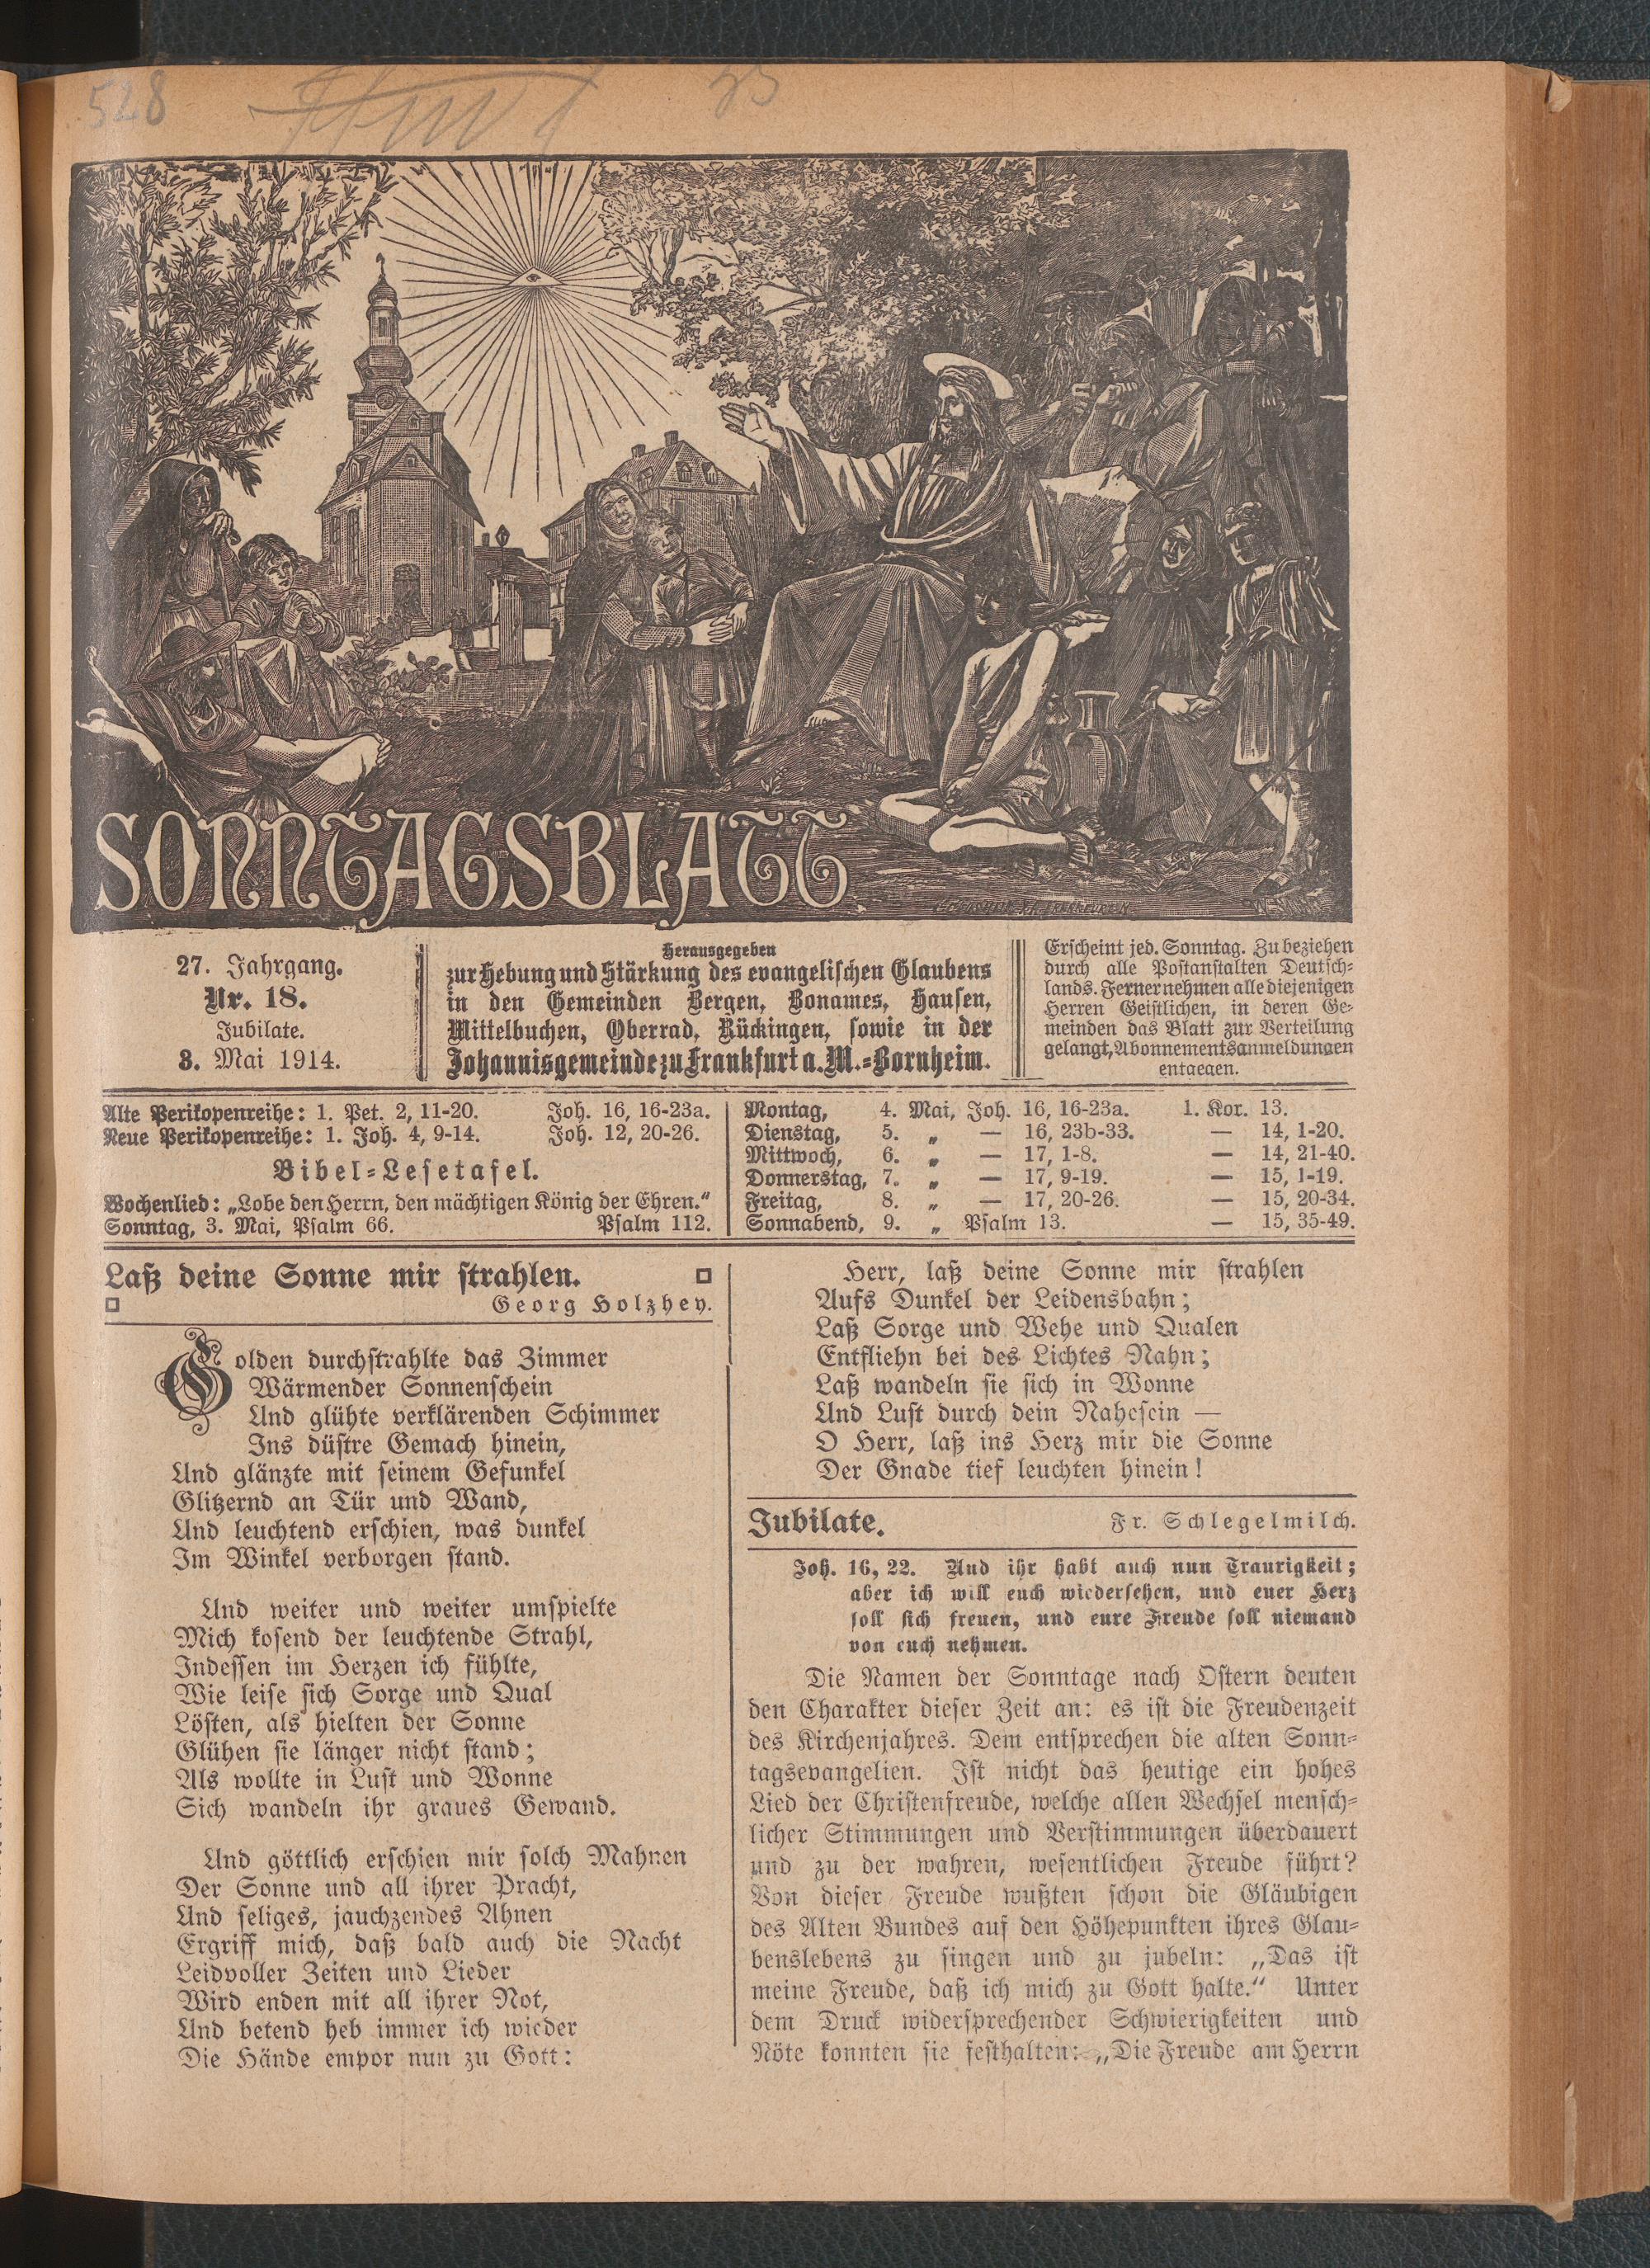 528
SONNTAGSBLATT
27. Jahrgang.
Nr. 18.
Jubilate.
3. Mai 1914.
Herausgegeben
zur Hebung und Stärkung des evangelischen Glaubens
in den Gemeinden Bergen, Bonames, Hausen,
Mittelbuchen, Oberrad, Rückingen, sowie in der
Johannisgemeinde zu Frankfurt a. M.-Bornheim.
Erscheint jed. Sonntag. Zu beziehen
durch alle Postanstalten Deutsch-
lands. Ferner nehmen alle diejenigen
Herren Geistlichen, in deren Ge-
meinden das Blatt zur Verteilung
gelangt, Abonnementsanmeldungen
entgegen.
Alte Perikopenreihe: 1. Pet. 2, 11-20. Joh. 16, 16-23a.
Neue Perikopenreihe: 1. Joh. 4, 9-14. Joh. 12, 20-26.
Bibel-Lesetafel.
Wochenlied: „Lobe den Herrn, den mächtigen König der Ehren.“
Sonntag, 3. Mai, Psalm 66. Psalm 112.
Montag, 4. Mai, Joh. 16, 16-23a. 1. Kor. 13.
Dienstag, 5. „ — 16, 23b-33. — 14, 1-20.
Mittwoch, 6. „ — 17, 1-8. — 14, 21-40.
Donnerstag, 7. „ — 17, 9-19. — 15, 1-19.
Freitag, 8. „ — 17, 20-26. — 15, 20-34.
Sonnabend, 9. „ Psalm 13. — 15, 35-49.
Laß deine Sonne mir strahlen.
Georg Holzhey.
Golden durchstrahlte das Zimmer
Wärmender Sonnenschein
Und glühte verklärenden Schimmer
Ins düstre Gemach hinein,
Und glänzte mit seinem Gefunkel
Glitzernd an Tür und Wand,
Und leuchtend erschien, was dunkel
Im Winkel verborgen stand.
Und weiter und weiter umspielte
Mich kosend der leuchtende Strahl,
Indessen im Herzen ich fühlte,
Wie leise sich Sorge und Qual
Lösten, als hielten der Sonne
Glühen sie länger nicht stand;
Als wollte in Lust und Wonne
Sich wandeln ihr graues Gewand.
Und göttlich erschien mir solch Mahnen
Der Sonne und all ihrer Pracht,
Und seliges, jauchzendes Ahnen
Ergriff mich, daß bald auch die Nacht
Leidvoller Zeiten und Lieder
Wird enden mit all ihrer Not,
Und betend heb immer ich wieder
Die Hände empor nun zu Gott:
Herr, laß deine Sonne mir strahlen
Aufs Dunkel der Leidensbahn;
Laß Sorge und Wehe und Qualen
Entfliehn bei des Lichtes Nahn;
Laß wandeln sie sich in Wonne
Und Lust durch dein Nahesein —
O Herr, laß ins Herz mir die Sonne
Der Gnade tief leuchten hinein!
Jubilate. Fr. Schlegelmilch.
Joh. 16, 22. Und ihr habt auch nun Traurigkeit;
aber ich will euch wiedersehen, und euer Herz
soll sich freuen, und eure Freude soll niemand
von euch nehmen.
Die Namen der Sonntage nach Ostern deuten
den Charakter dieser Zeit an: es ist die Freudenzeit
des Kirchenjahres. Dem entsprechen die alten Sonn-
tagsevangelien. Ist nicht das heutige ein hohes
Lied der Christenfreude, welche allen Wechsel mensch-
licher Stimmungen und Verstimmungen überdauert
und zu der wahren, wesentlichen Freude führt?
Von dieser Freude wußten schon die Gläubigen
des Alten Bundes auf den Höhepunkten ihres Glau-
benslebens zu singen und zu jubeln: „Das ist
meine Freude, daß ich mich zu Gott halte.“ Unter
dem Druck widersprechender Schwierigkeiten und
Nöte konnten sie festhalten: „Die Freude am Herrn